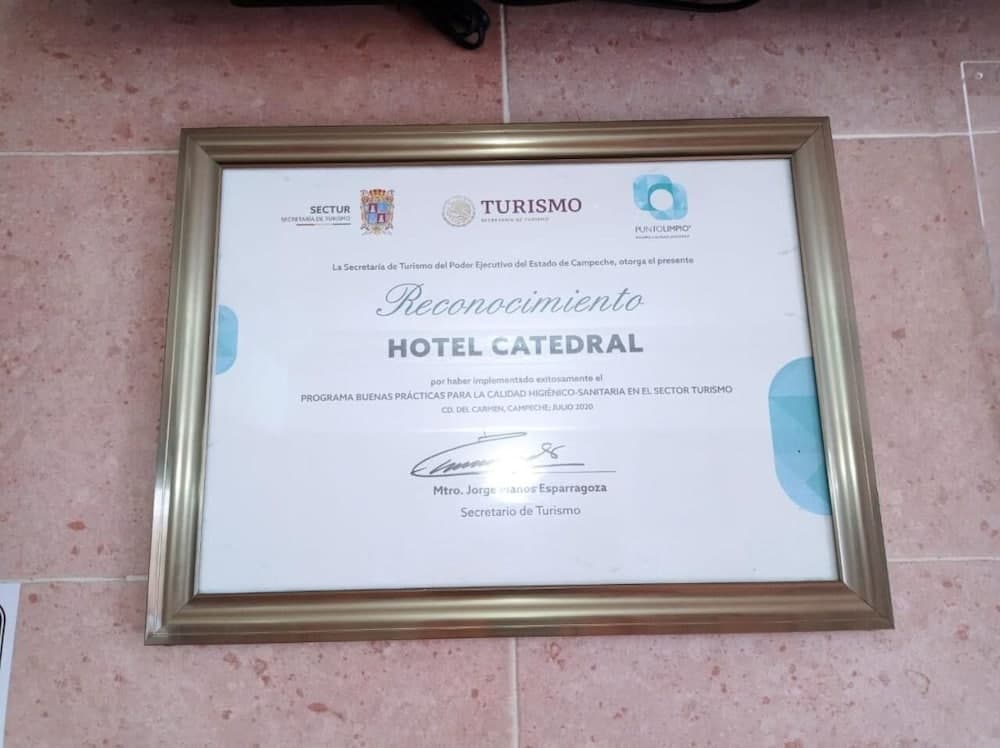 SECTUR
SECRETARÍA DE TURISMO
TURISMO
SECRETARÍA DE TURISMO
PUNTOLIMPIO
La Secretaría de Turismo del Poder Ejecutivo del Estado de Campeche, otorga el presente
Reconocimiento
HOTEL CATEDRAL
por haber implementado exitosamente el
PROGRAMA BUENAS PRÁCTICAS PARA LA CALIDAD HIGIÉNICO-SANITARIA EN EL SECTOR TURISMO
CD. DEL CARMEN, CAMPECHE; JULIO 2020
Mtro. Jorge Manos Esparragoza
Secretario de Turismo